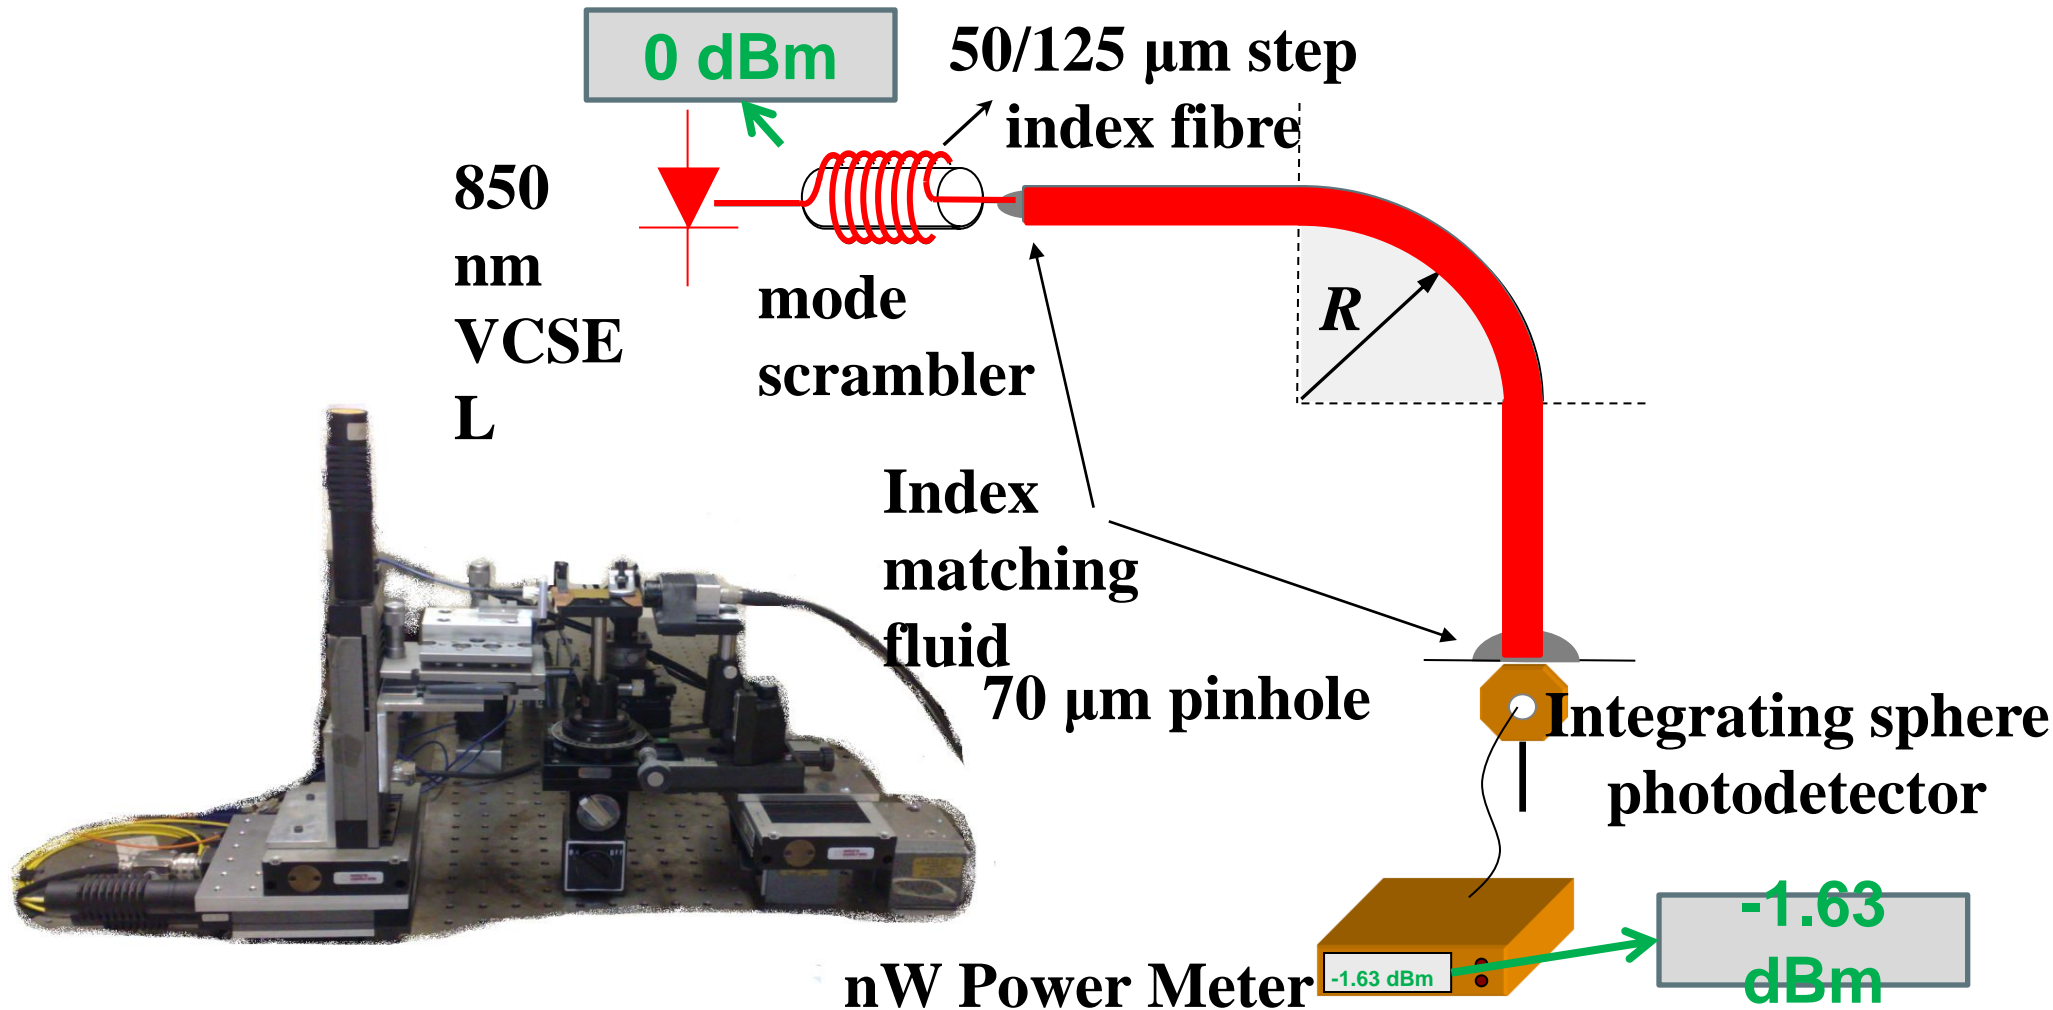 0 dBm
50/125 μm step
index fibre
850
nm
VCSE
L
mode
scrambler
R
Index
matching
fluid
70 μm pinhole
Integrating sphere
photodetector
-1.63
dBm
-1.63 dBm
nW Power Meter